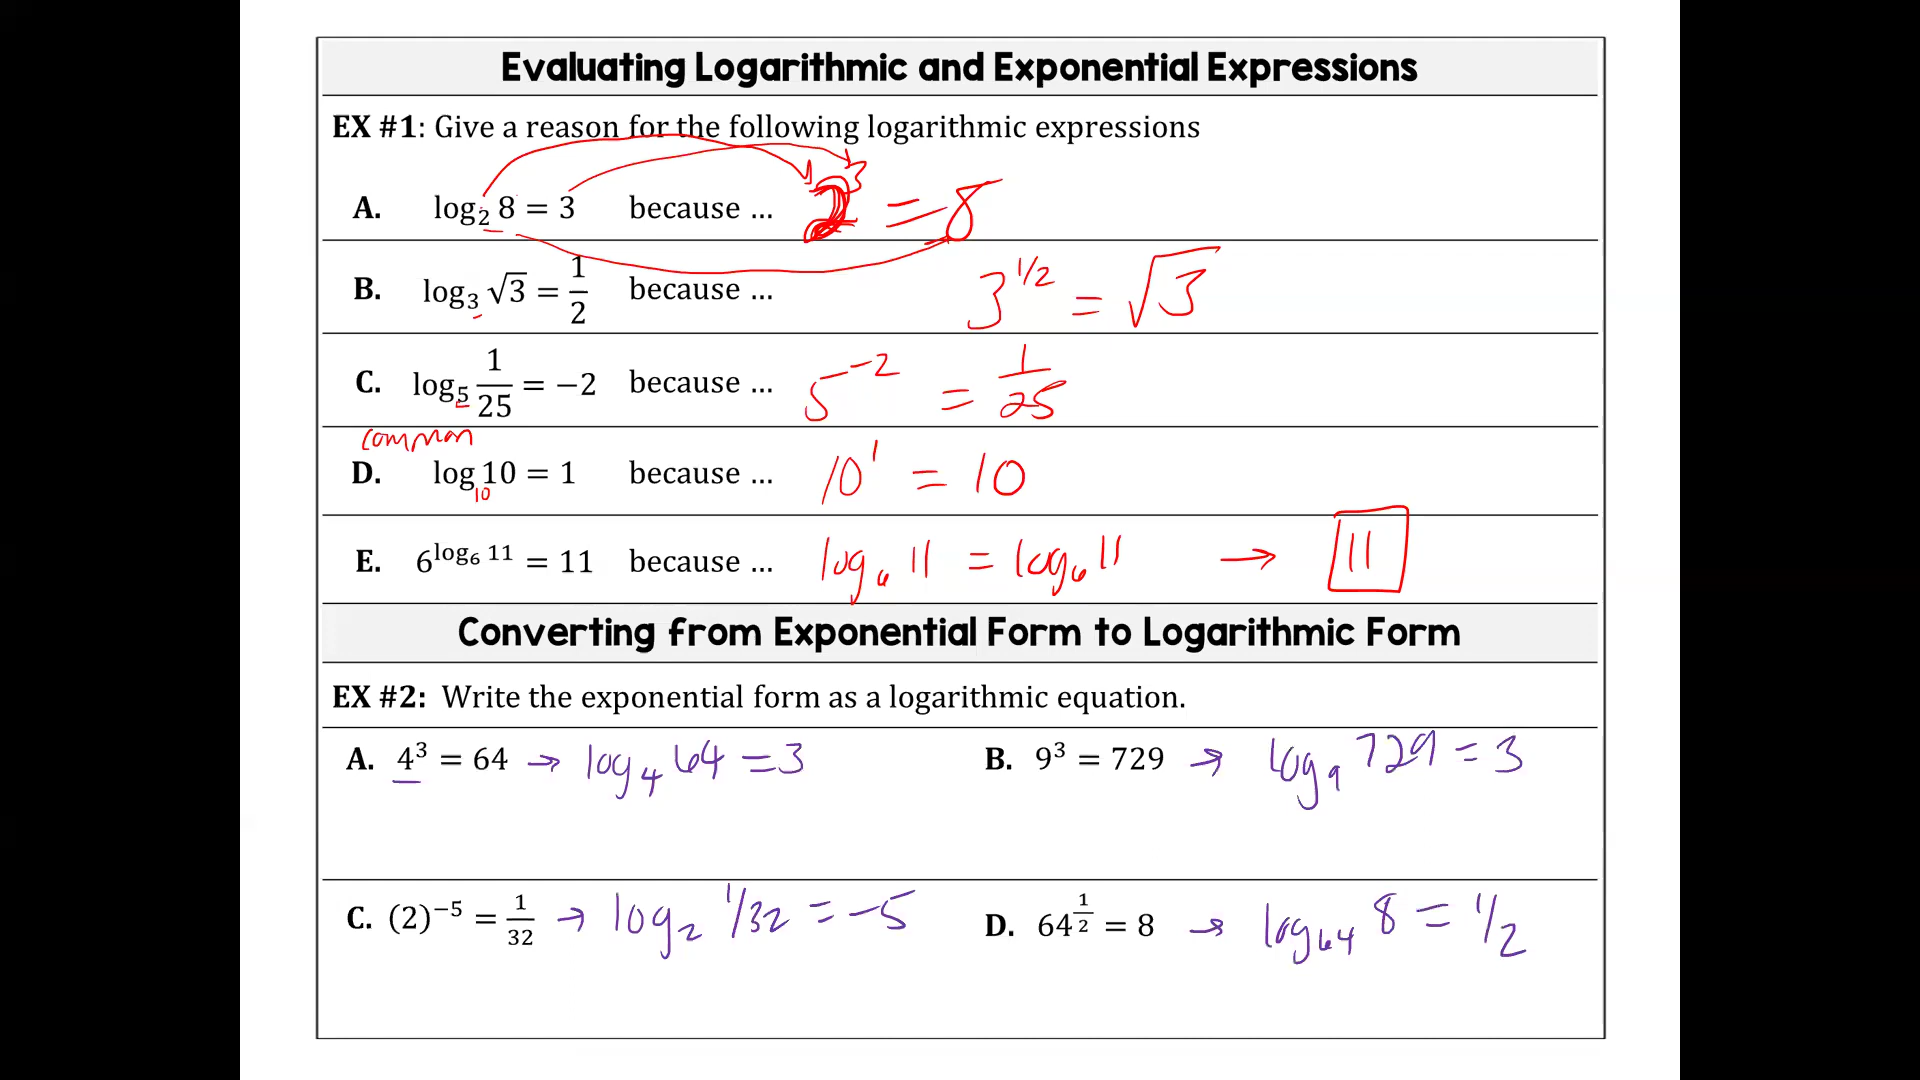 Evaluating Logarithmic and Exponential Expressions
EX #1: Give a reason for the following logarithmic expressions
A. log₂ 8 = 3 because ... 2³ = 8
B. log₃ √3 = 1/2 because ... 3^1/2 = √3
C. log₅ 1/25 = −2 because ... 5⁻² = 1/25
common
D. log 10 = 1 because ... 10¹ = 10
10
E. 6^log₆ 11 = 11 because ... log₆ 11 = log₆ 11 → 11
Converting from Exponential Form to Logarithmic Form
EX #2: Write the exponential form as a logarithmic equation.
A. 4³ = 64 → log₄ 64 = 3
B. 9³ = 729 → log₉ 729 = 3
C. (2)⁻⁵ = 1/32 → log₂ 1/32 = −5
D. 64^1/2 = 8 → log₆₄ 8 = 1/2